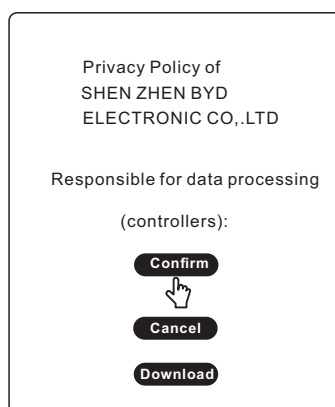 Privacy Policy of
SHEN ZHEN BYD
ELECTRONIC CO,.LTD
Responsible for data processing
(controllers):
Confirm
Cancel
Download